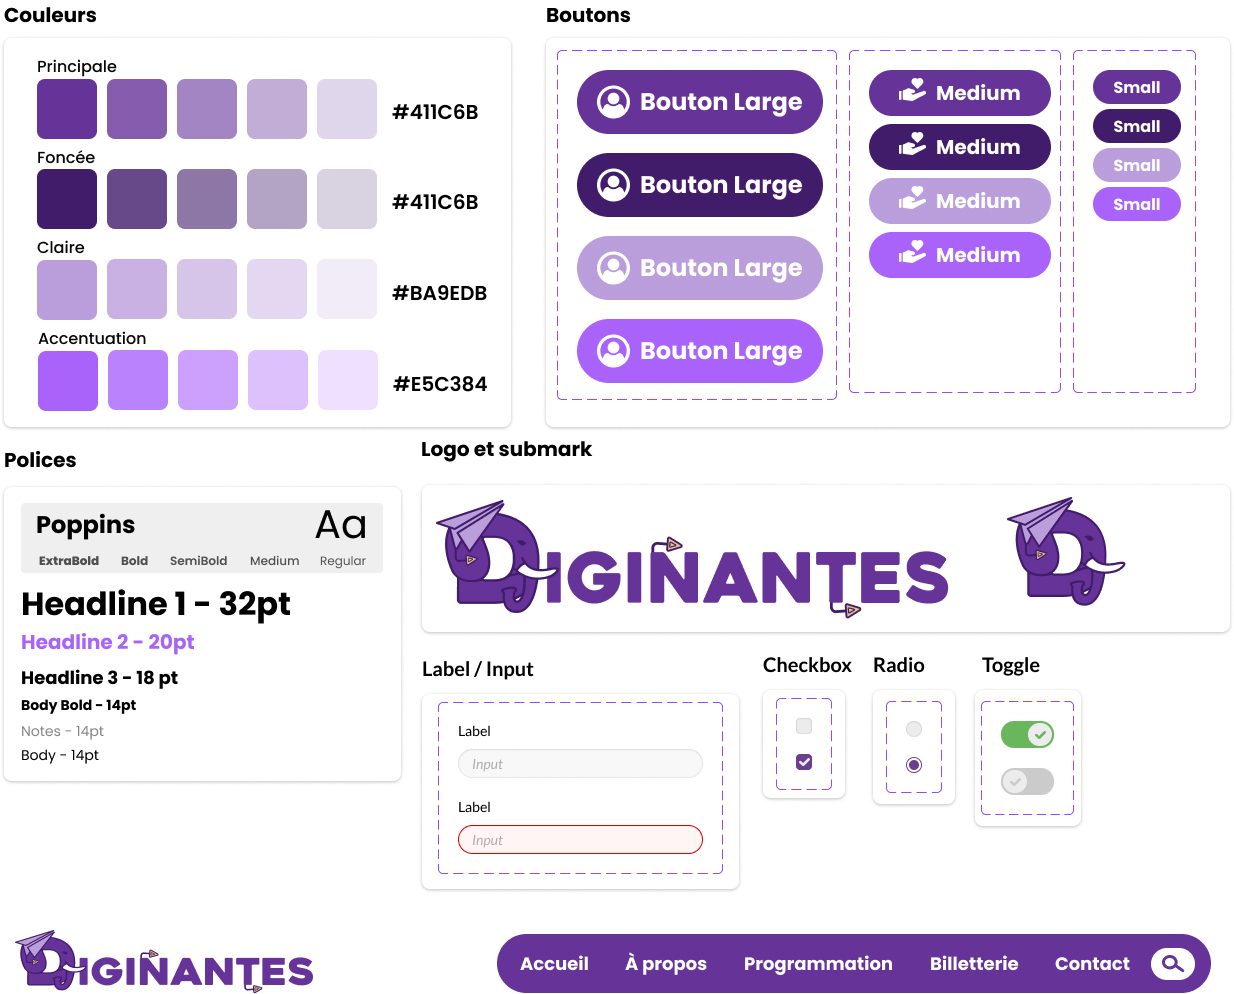 Couleurs
Principale
#411C6B
Foncée
#411C6B
Claire
#BA9EDB
Accentuation
#E5C384
Boutons
Bouton Large
Bouton Large
Bouton Large
Bouton Large
Medium
Medium
Medium
Medium
Small
Small
Small
Small
Polices
Poppins Aa
ExtraBold Bold SemiBold Medium Regular
Headline 1 - 32pt
Headline 2 - 20pt
Headline 3 - 18 pt
Body Bold - 14pt
Notes - 14pt
Body - 14pt
Logo et submark
DIGINANTES
D
Label / Input
Label
Input
Label
Input
Checkbox
Radio
Toggle
DIGINANTES
Accueil À propos Programmation Billetterie Contact